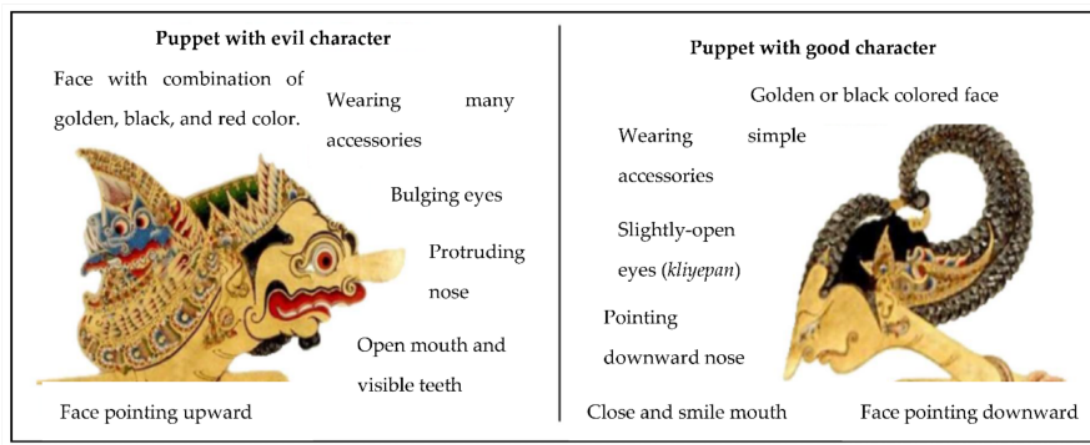 Puppet with evil character
Face with combination of
golden, black, and red color.
Wearing many
accessories
Bulging eyes
Protruding
nose
Open mouth and
visible teeth
Face pointing upward
Puppet with good character
Golden or black colored face
Wearing simple
accessories
Slightly-open
eyes (kliyepan)
Pointing
downward nose
Close and smile mouth
Face pointing downward